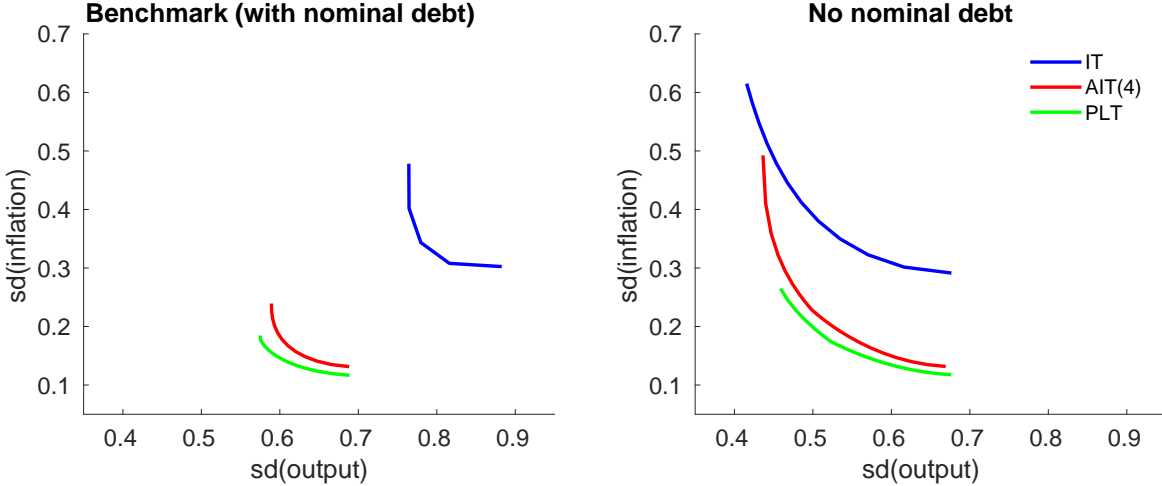 Benchmark (with nominal debt)
0.7
0.6
0.5
0.4
0.3
0.2
0.1
sd(inflation)
0.4 0.5 0.6 0.7 0.8 0.9
sd(output)
No nominal debt
0.7
0.6
0.5
0.4
0.3
0.2
0.1
sd(inflation)
0.4 0.5 0.6 0.7 0.8 0.9
sd(output)
IT
AIT(4)
PLT